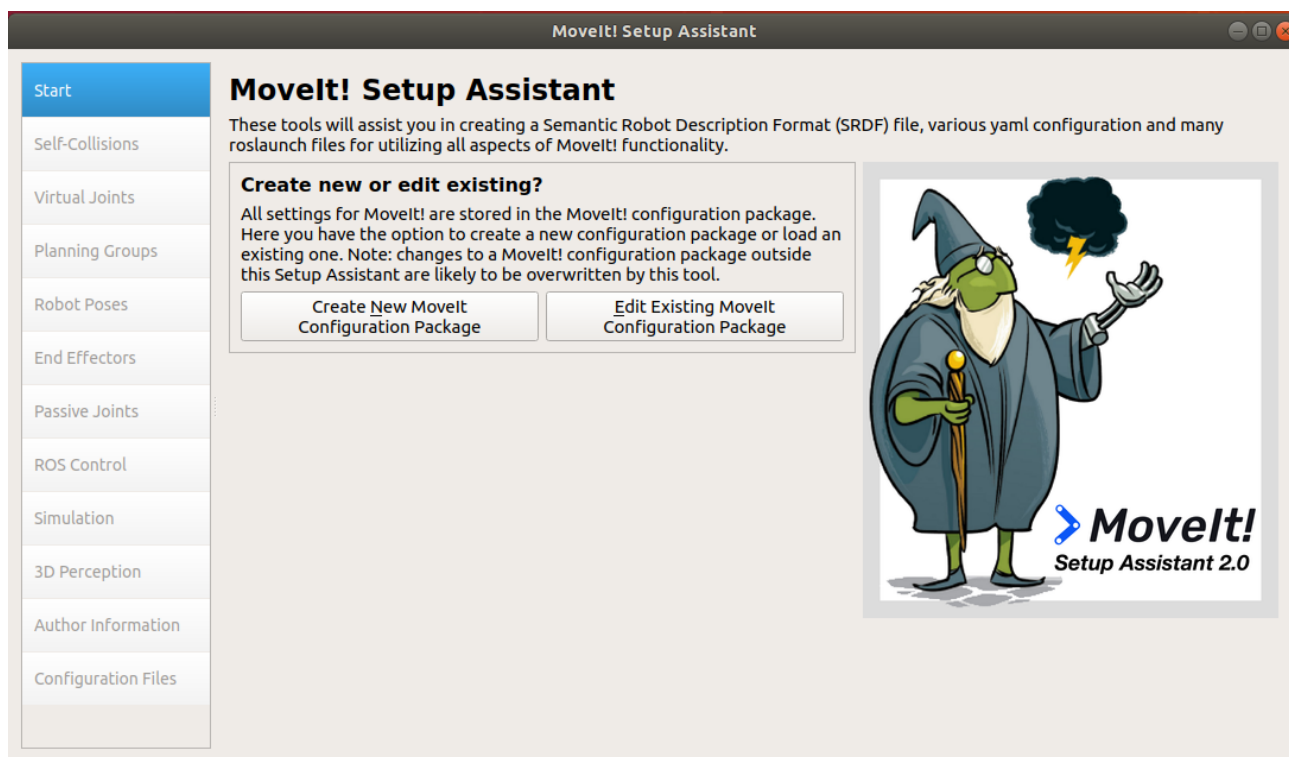 MoveIt! Setup Assistant
Start
Self-Collisions
Virtual Joints
Planning Groups
Robot Poses
End Effectors
Passive Joints
ROS Control
Simulation
3D Perception
Author Information
Configuration Files
MoveIt! Setup Assistant
These tools will assist you in creating a Semantic Robot Description Format (SRDF) file, various yaml configuration and many
roslaunch files for utilizing all aspects of MoveIt! functionality.
Create new or edit existing?
All settings for MoveIt! are stored in the MoveIt! configuration package.
Here you have the option to create a new configuration package or load an
existing one. Note: changes to a MoveIt! configuration package outside
this Setup Assistant are likely to be overwritten by this tool.
Create New MoveIt
Configuration Package
Edit Existing MoveIt
Configuration Package
MoveIt!
Setup Assistant 2.0